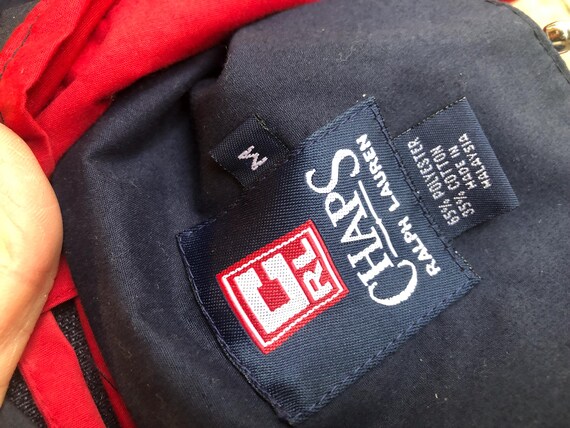 M
CHAPS
RALPH LAUREN
RL
65% POLYESTER
35% COTTON
MADE IN
MALAYSIA